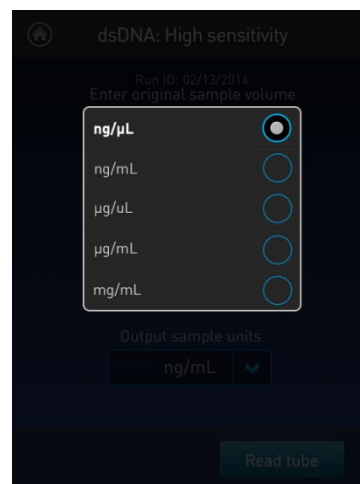 dsDNA: High sensitivity
Run ID: 02/13/2014
Enter original sample volume
ng/µL
ng/mL
µg/uL
µg/mL
mg/mL
Output sample units
ng/mL
Read tube